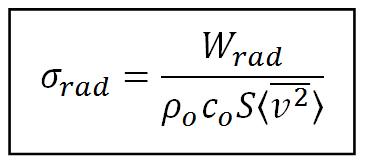 σ_rad = W_rad / (ρ_o c_o S⟨\overline{v^2}⟩)